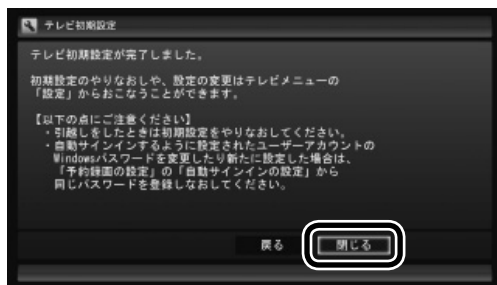 テレビ初期設定
テレビ初期設定が完了しました。
初期設定のやりなおしや、設定の変更はテレビメニューの
「設定」からおこなうことができます。
【以下の点にご注意ください】
・引越しをしたときは初期設定をやりなおしてください。
・自動サインインするように設定されたユーザーアカウントの
Windowsパスワードを変更したり新たに設定した場合は、
「予約録画の設定」の「自動サインインの設定」から
同じパスワードを登録しなおしてください。
戻る 閉じる